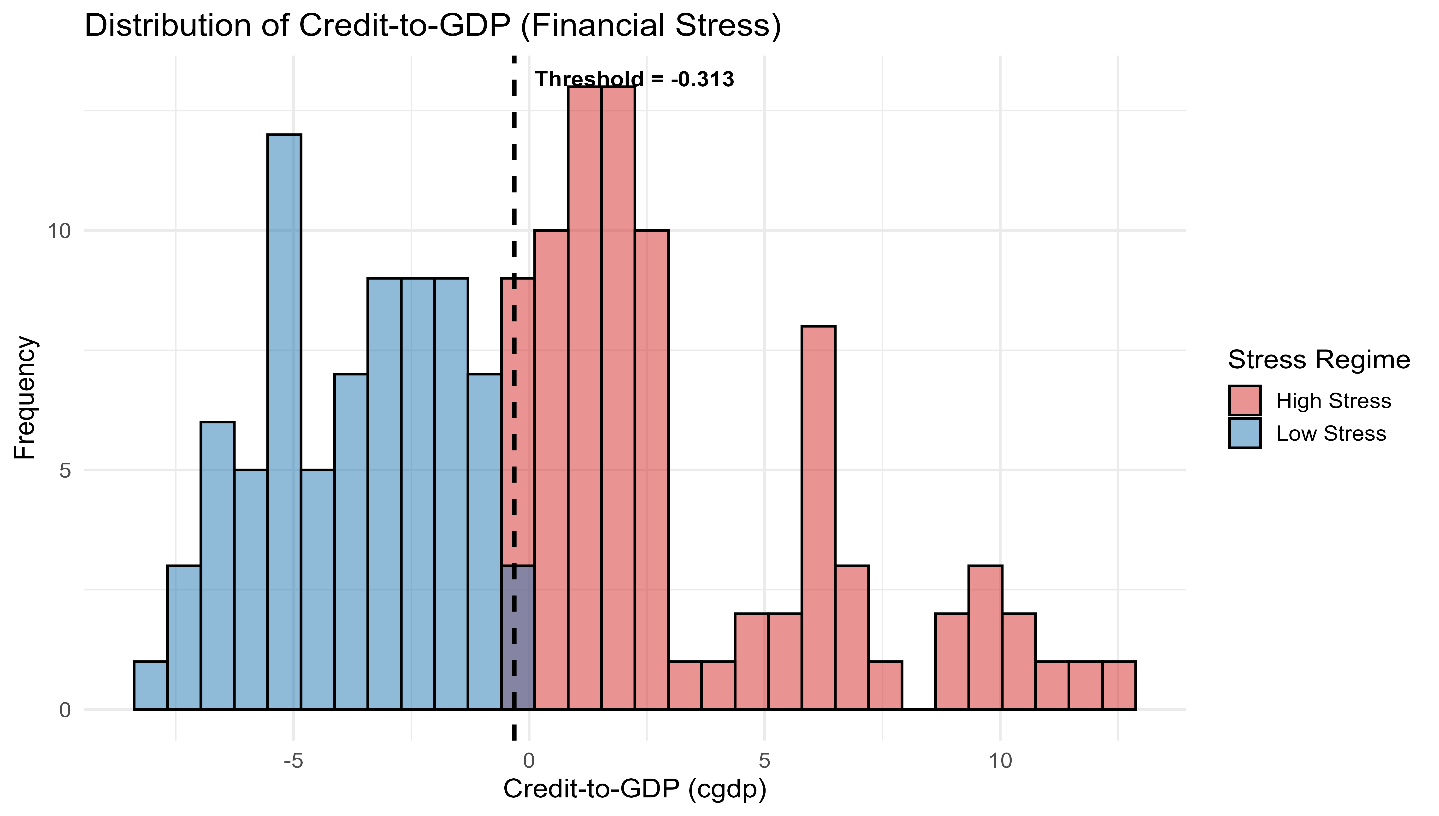 Distribution of Credit-to-GDP (Financial Stress)
Threshold = -0.313
10
5
0
Frequency
-5
0
5
10
Credit-to-GDP (cgdp)
Stress Regime
High Stress
Low Stress